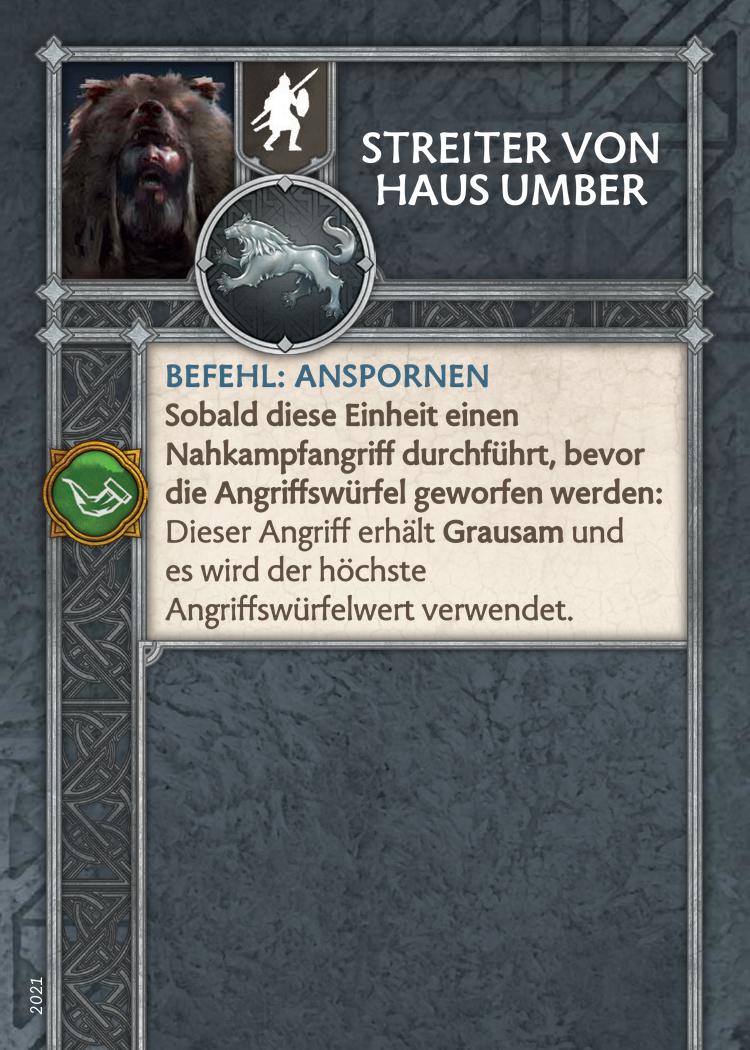 STREITER VON
HAUS UMBER
BEFEHL: ANSPORNEN
Sobald diese Einheit einen
Nahkampfangriff durchführt, bevor
die Angriffswürfel geworfen werden:
Dieser Angriff erhält Grausam und
es wird der höchste
Angriffswürfelwert verwendet.
2021